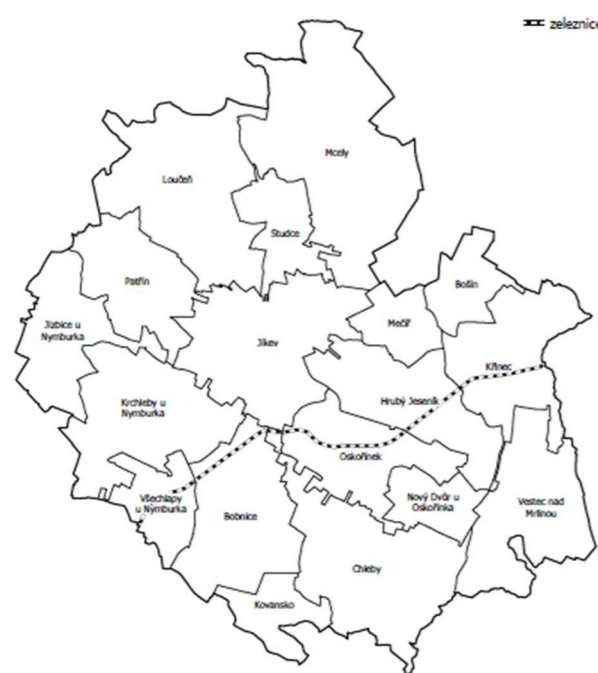 železnice
Mcely
Loučeň
Studce
Patřín
Bošín
Jizbice u
Nymburka
Mečíř
Jíkev
Křinec
Hrubý Jeseník
Krchleby u
Nymburka
Oskořínek
Všechlapy
u Nymburka
Nový Dvůr u
Oskořínka
Vestec nad
Mrlinou
Bobnice
Chleby
Kovansko